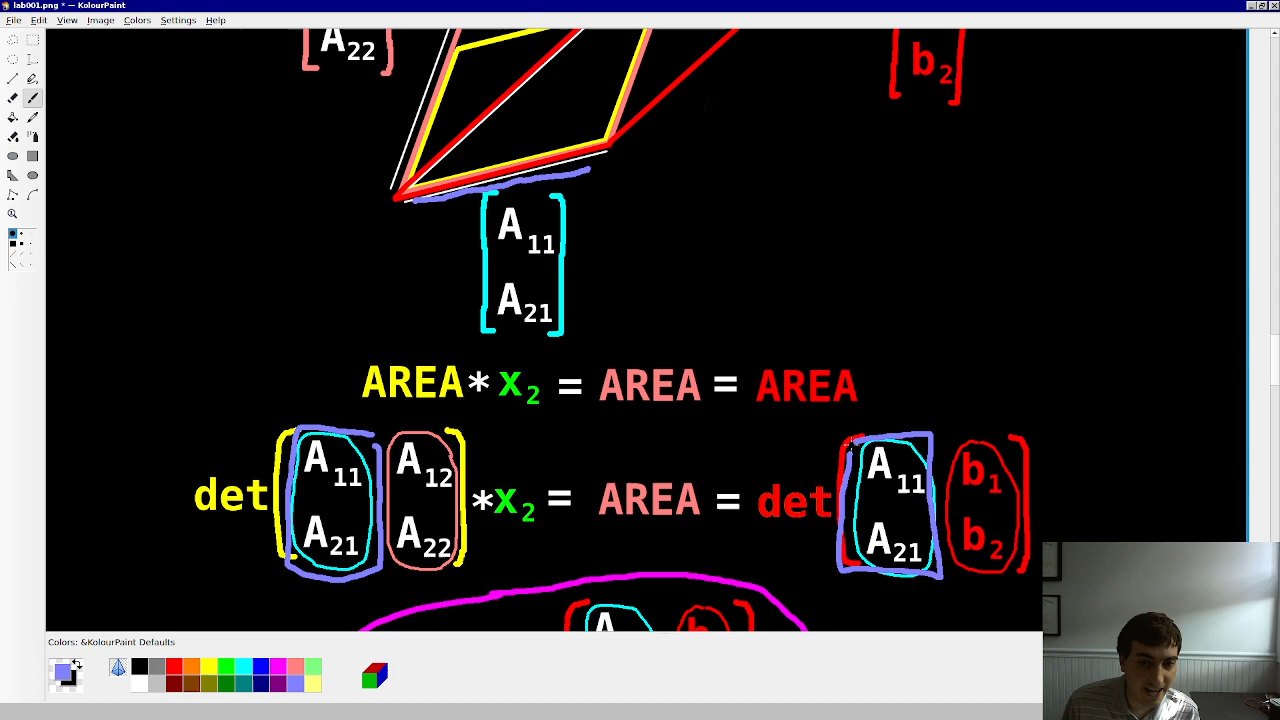 lab001.png * — KolourPaint
File Edit View Image Colors Settings Help
A22
b2
A11
A21
AREA * x2 = AREA = AREA
det [A11 A12] * x2 = AREA = det [A11 b1]
[A21 A22] [A21 b2]
A b
Colors: &KolourPaint Defaults